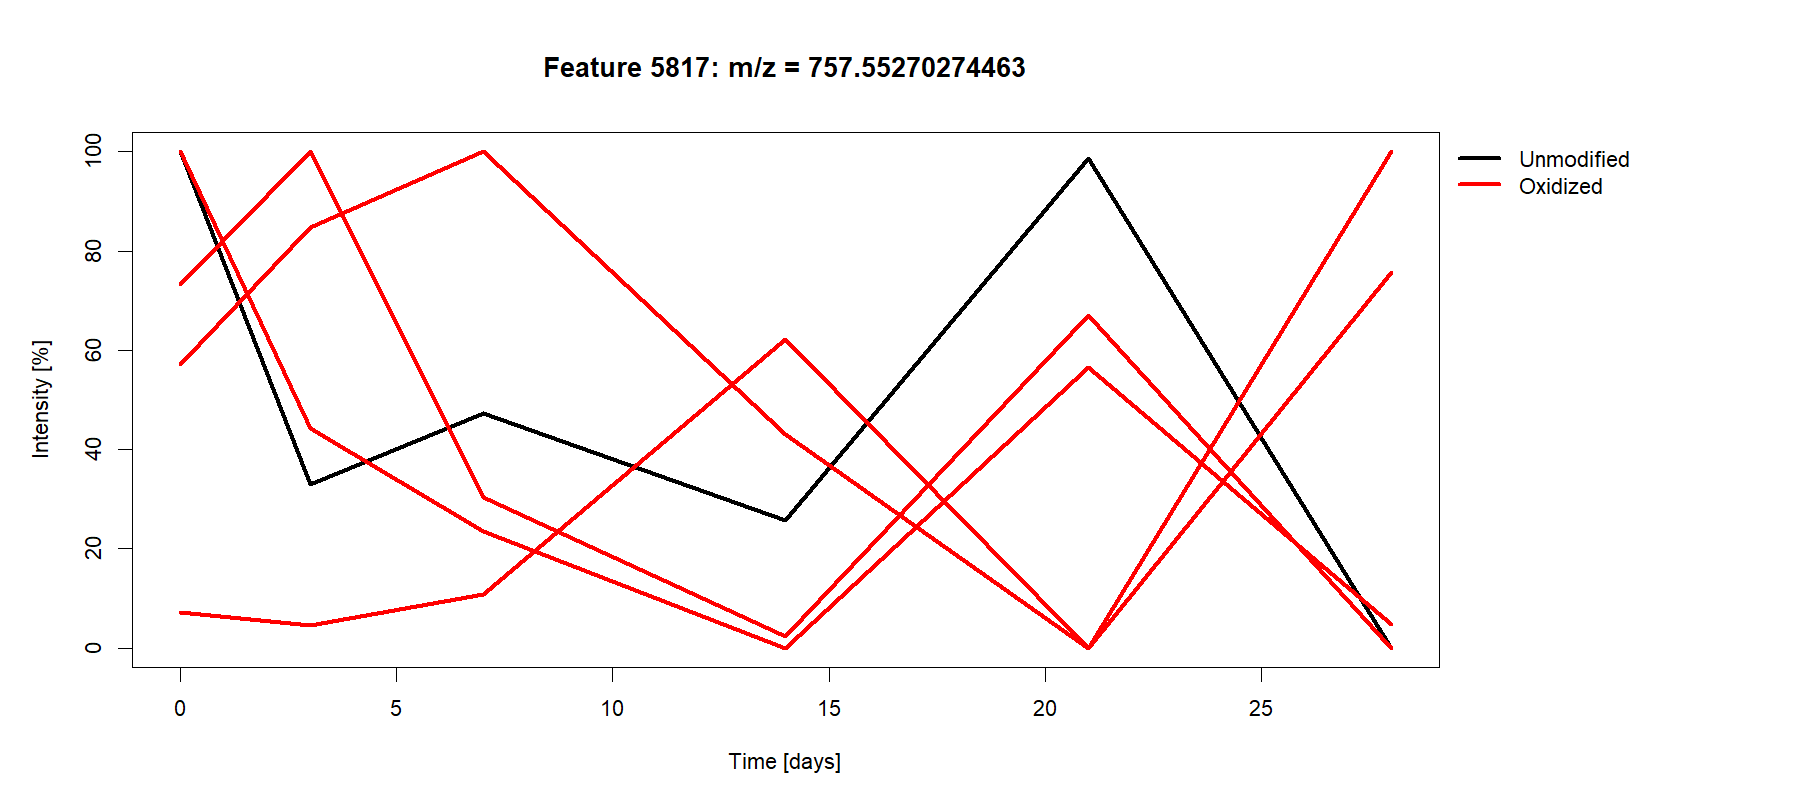 Feature 5817: m/z = 757.55270274463
Unmodified
Oxidized
Intensity [%]
100
80
60
40
20
0
0 5 10 15 20 25
Time [days]